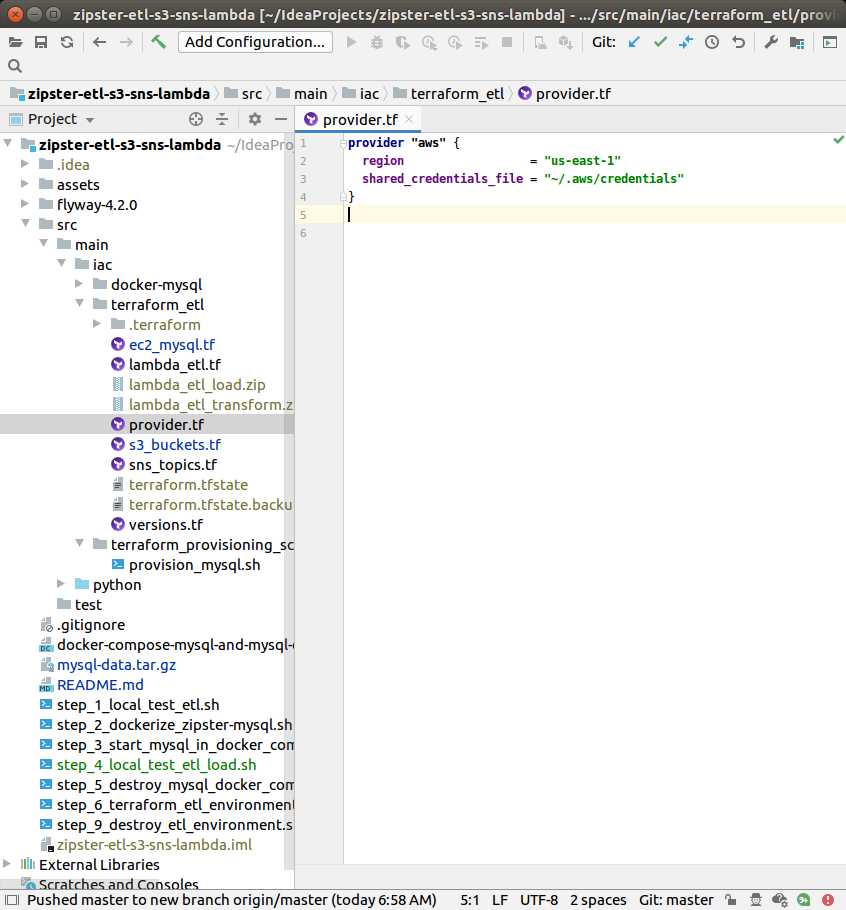 zipster-etl-s3-sns-lambda [~/IdeaProjects/zipster-etl-s3-sns-lambda] - .../src/main/iac/terraform_etl/provi
Add Configuration...
Git:
zipster-etl-s3-sns-lambda
src
main
iac
terraform_etl
provider.tf
Project
provider.tf
zipster-etl-s3-sns-lambda ~/IdeaPro
.idea
assets
flyway-4.2.0
src
main
iac
docker-mysql
terraform_etl
.terraform
ec2_mysql.tf
lambda_etl.tf
lambda_etl_load.zip
lambda_etl_transform.z
provider.tf
s3_buckets.tf
sns_topics.tf
terraform.tfstate
terraform.tfstate.backu
versions.tf
terraform_provisioning_sc
provision_mysql.sh
python
test
.gitignore
docker-compose-mysql-and-mysql-
mysql-data.tar.gz
README.md
step_1_local_test_etl.sh
step_2_dockerize_zipster-mysql.sh
step_3_start_mysql_in_docker_com
step_4_local_test_etl_load.sh
step_5_destroy_mysql_docker_com
step_6_terraform_etl_environment
step_9_destroy_etl_environment.s
zipster-etl-s3-sns-lambda.iml
External Libraries
Scratches and Consoles
1 provider "aws" {
2 region = "us-east-1"
3 shared_credentials_file = "~/.aws/credentials"
4 }
5
6
Pushed master to new branch origin/master (today 6:58 AM) 5:1 LF UTF-8 2 spaces Git: master 9+